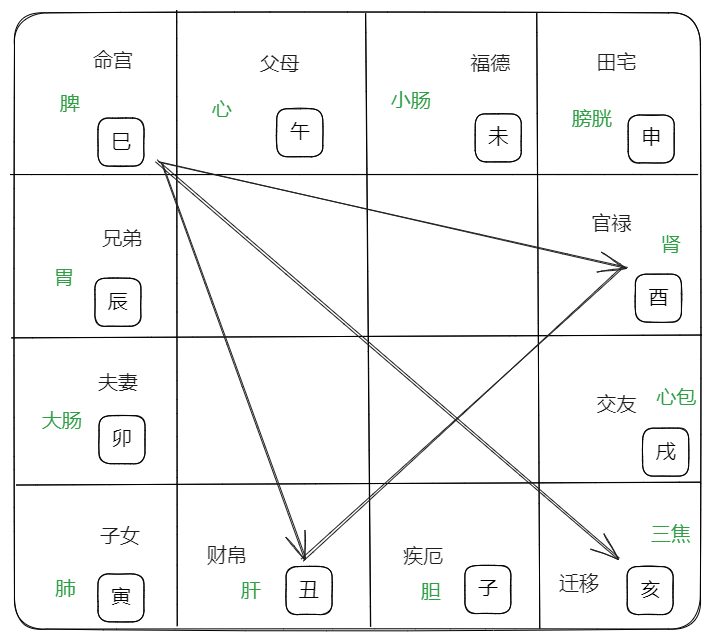 命宫
脾
巳
父母
心
午
福德
小肠
未
田宅
膀胱
申
兄弟
胃
辰
官禄
肾
酉
夫妻
大肠
卯
交友
心包
戌
子女
肺
寅
财帛
肝
丑
疾厄
胆
子
三焦
迁移
亥